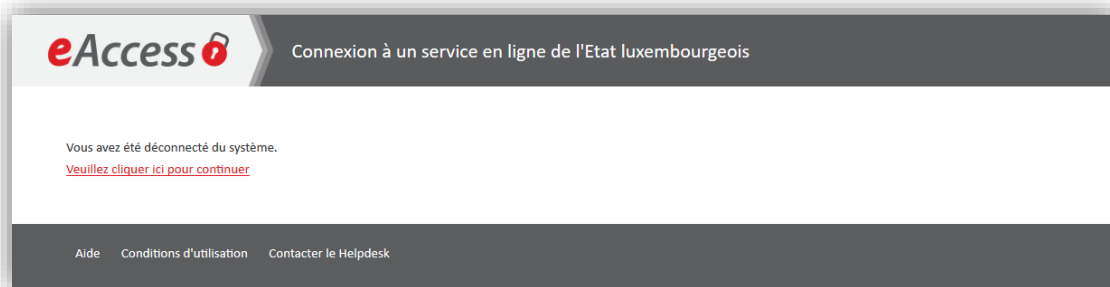 eAccess
Connexion à un service en ligne de l'Etat luxembourgeois
Vous avez été déconnecté du système.
Veuillez cliquer ici pour continuer
Aide Conditions d'utilisation Contacter le Helpdesk